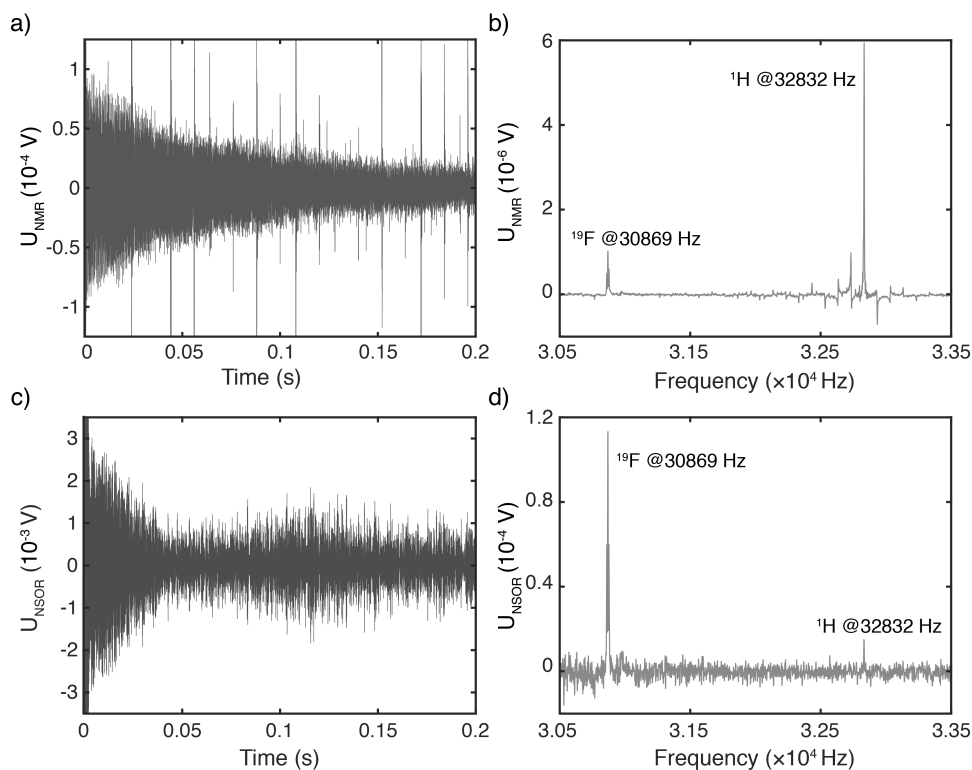 a)
U_NMR (10⁻⁴ V)
1
0.5
0
-0.5
-1
0
0.05
0.1
0.15
0.2
Time (s)
b)
U_NMR (10⁻⁶ V)
6
4
2
0
¹H @32832 Hz
¹⁹F @30869 Hz
3.05
3.15
3.25
3.35
Frequency (×10⁴ Hz)
c)
U_NSOR (10⁻³ V)
3
2
1
0
-1
-2
-3
0
0.05
0.1
0.15
0.2
Time (s)
d)
U_NSOR (10⁻⁴ V)
1.2
0.8
0.4
0
¹⁹F @30869 Hz
¹H @32832 Hz
3.05
3.15
3.25
3.35
Frequency (×10⁴ Hz)